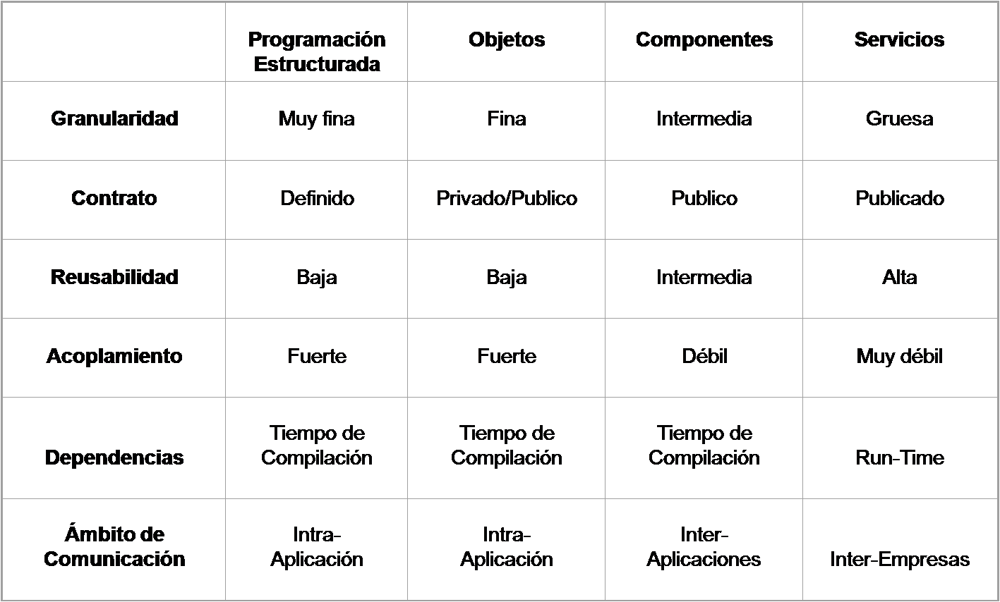 Programación Estructurada Objetos Componentes Servicios
Granularidad Muy fina Fina Intermedia Gruesa
Contrato Definido Privado/Publico Publico Publicado
Reusabilidad Baja Baja Intermedia Alta
Acoplamiento Fuerte Fuerte Débil Muy débil
Dependencias Tiempo de Compilación Tiempo de Compilación Tiempo de Compilación Run-Time
Ámbito de Comunicación Intra-Aplicación Intra-Aplicación Inter-Aplicaciones Inter-Empresas